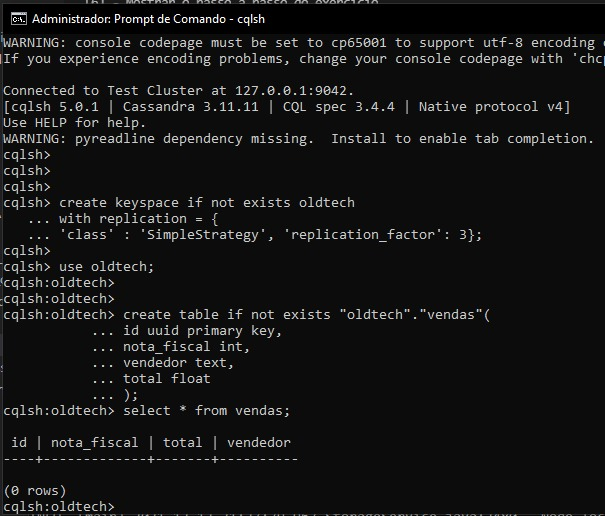 Administrador: Prompt de Comando - cqlsh
WARNING: console codepage must be set to cp65001 to support utf-8 encoding
If you experience encoding problems, change your console codepage with 'chcp
Connected to Test Cluster at 127.0.0.1:9042.
[cqlsh 5.0.1 | Cassandra 3.11.11 | CQL spec 3.4.4 | Native protocol v4]
Use HELP for help.
WARNING: pyreadline dependency missing.  Install to enable tab completion.
cqlsh>
cqlsh>
cqlsh>
cqlsh> create keyspace if not exists oldtech
   ... with replication = {
   ... 'class' : 'SimpleStrategy', 'replication_factor': 3};
cqlsh>
cqlsh> use oldtech;
cqlsh:oldtech>
cqlsh:oldtech>
cqlsh:oldtech> create table if not exists "oldtech"."vendas"(
           ... id uuid primary key,
           ... nota_fiscal int,
           ... vendedor text,
           ... total float
           ... );
cqlsh:oldtech> select * from vendas;
 id | nota_fiscal | total | vendedor
----+-------------+-------+----------
(0 rows)
cqlsh:oldtech>